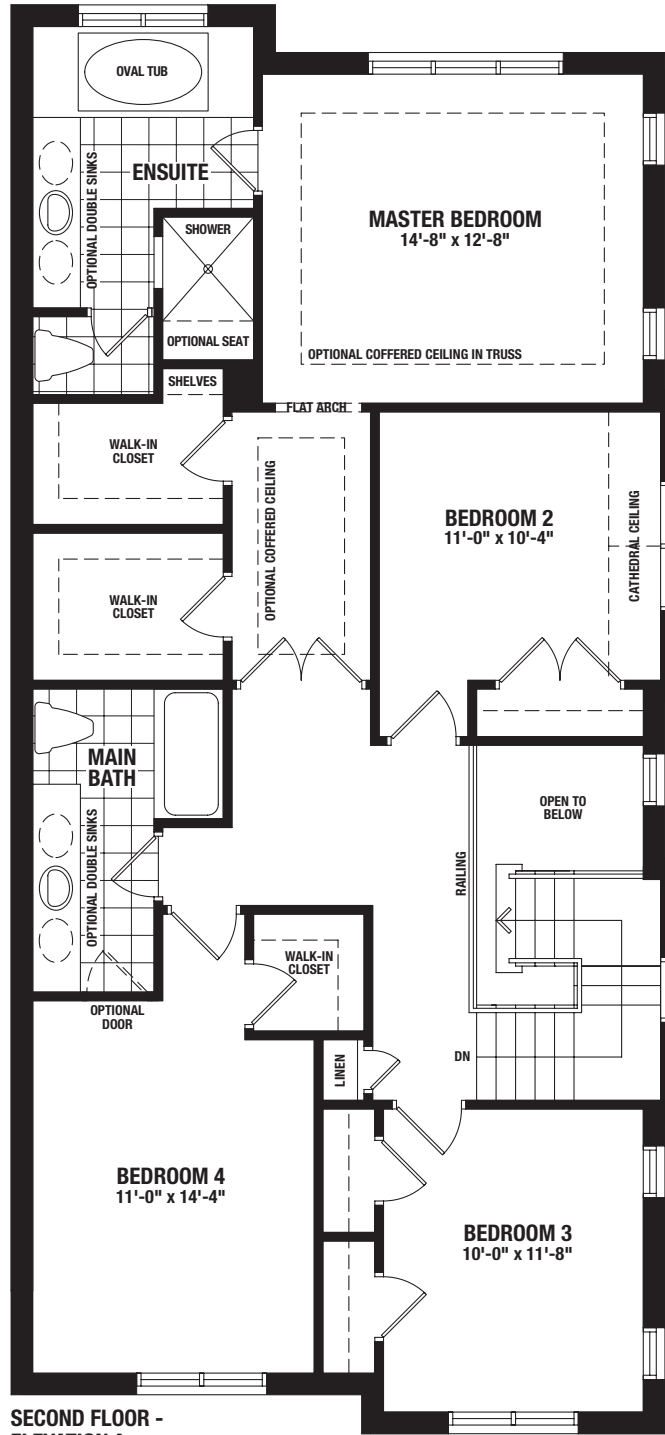 OVAL TUB
ENSUITE
OPTIONAL DOUBLE SINKS
SHOWER
OPTIONAL SEAT
MASTER BEDROOM
14'-8" x 12'-8"
OPTIONAL COFFERED CEILING IN TRUSS
SHELVES
FLAT ARCH
WALK-IN
CLOSET
OPTIONAL COFFERED CEILING
BEDROOM 2
11'-0" x 10'-4"
CATHEDRAL CEILING
WALK-IN
CLOSET
MAIN
BATH
OPTIONAL DOUBLE SINKS
OPEN TO
BELOW
RAILING
WALK-IN
CLOSET
OPTIONAL
DOOR
LINEN
DN
BEDROOM 4
11'-0" x 14'-4"
BEDROOM 3
10'-0" x 11'-8"
SECOND FLOOR -